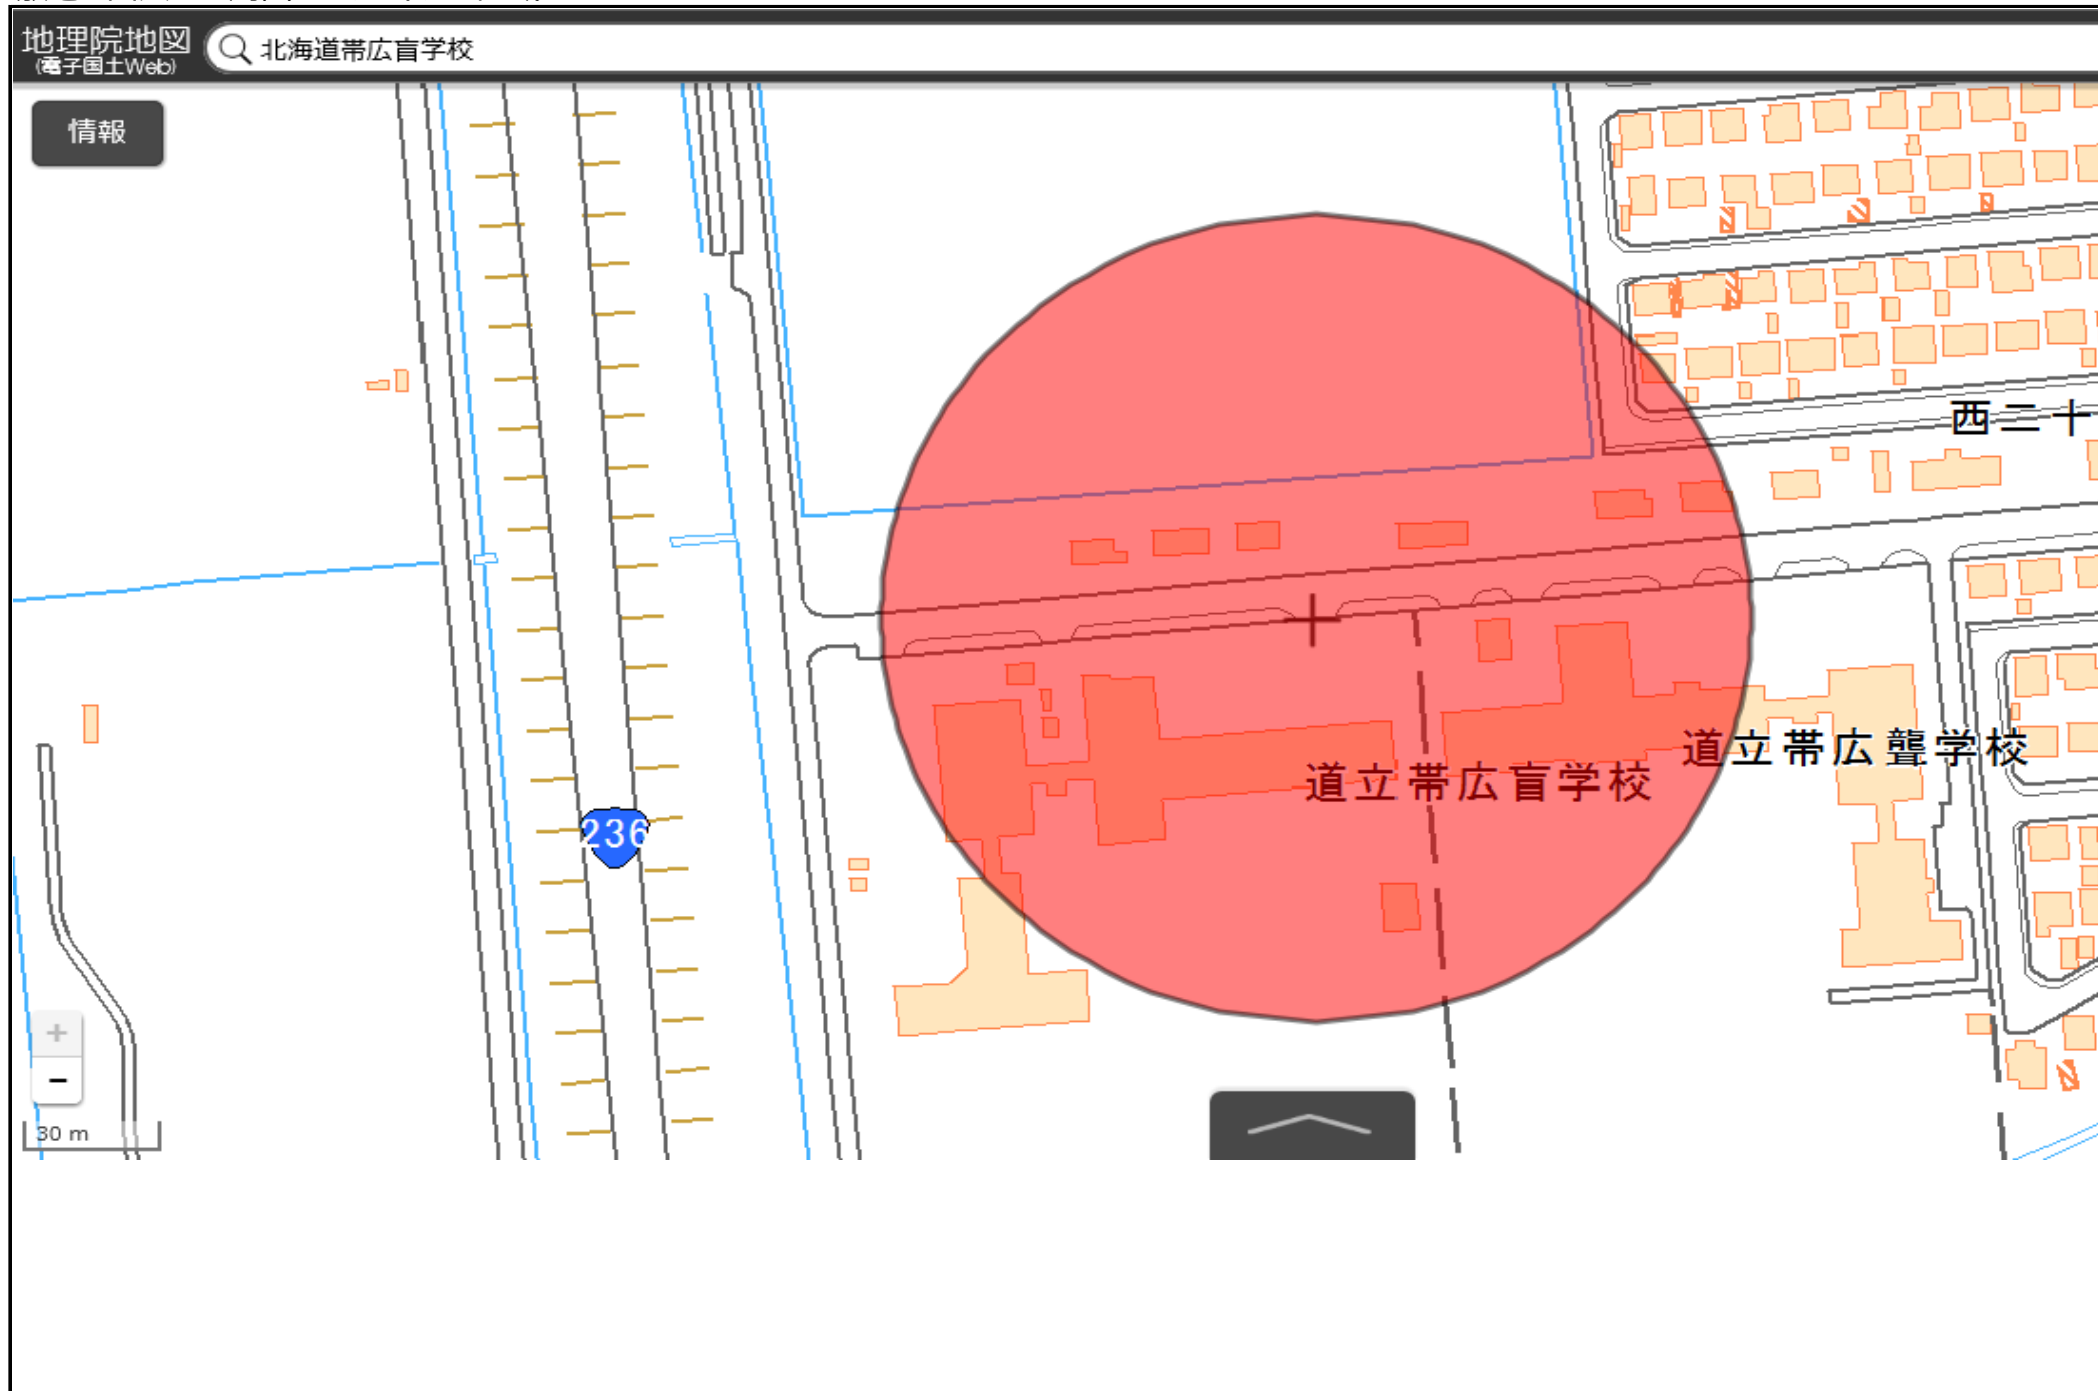 地理院地図
(電子国土Web)
北海道帯広盲学校
情報
西二十
道立帯広聾学校
道立帯広盲学校
236
+
−
30 m